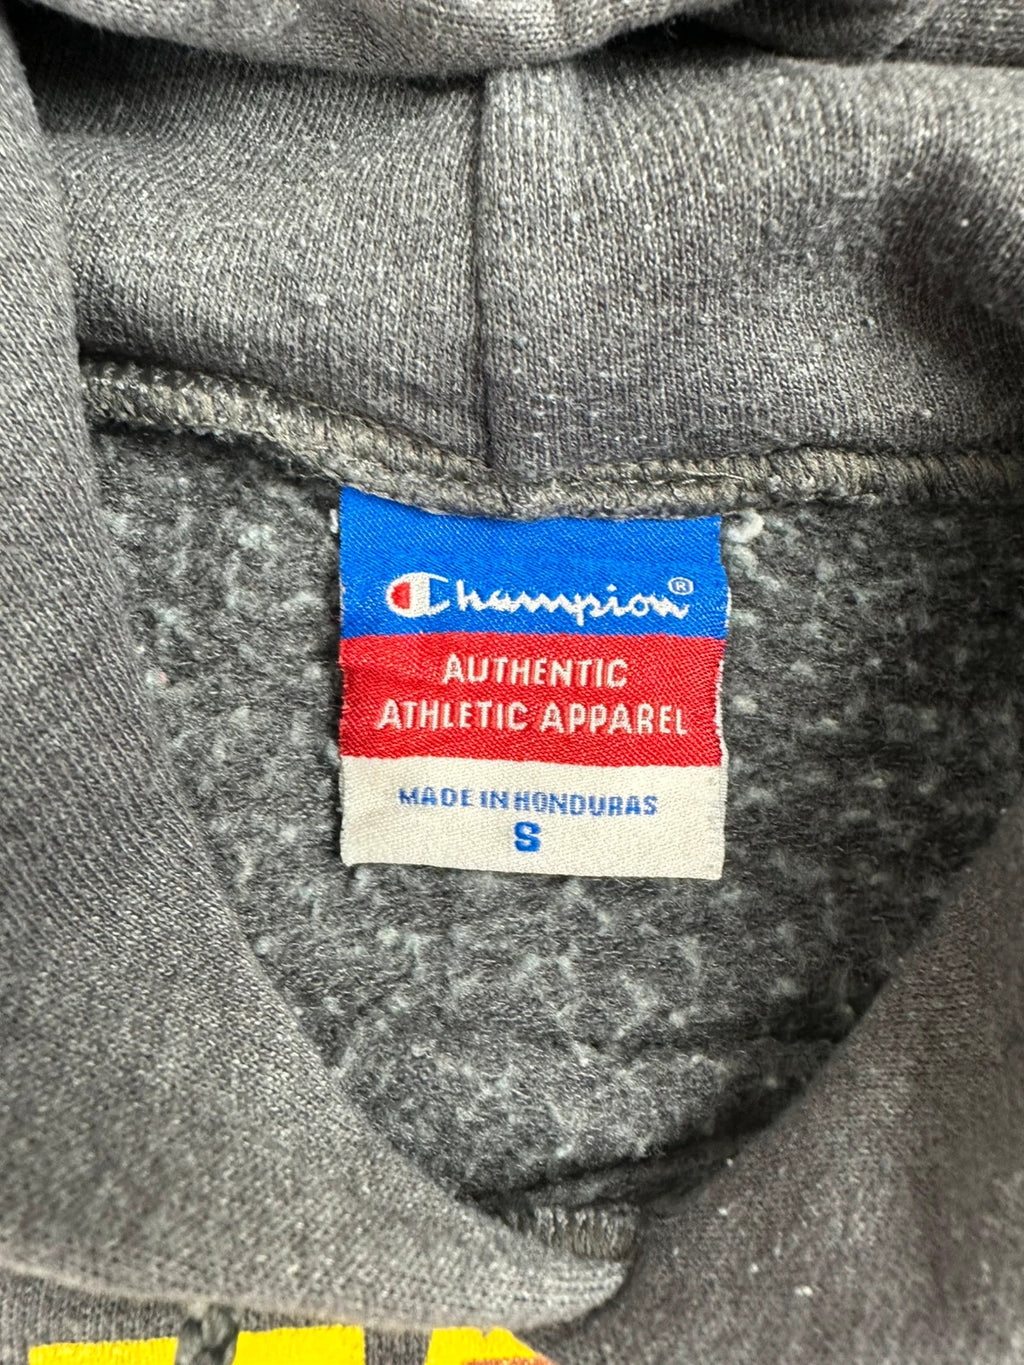 Champion®
AUTHENTIC
ATHLETIC APPAREL
MADE IN HONDURAS
S